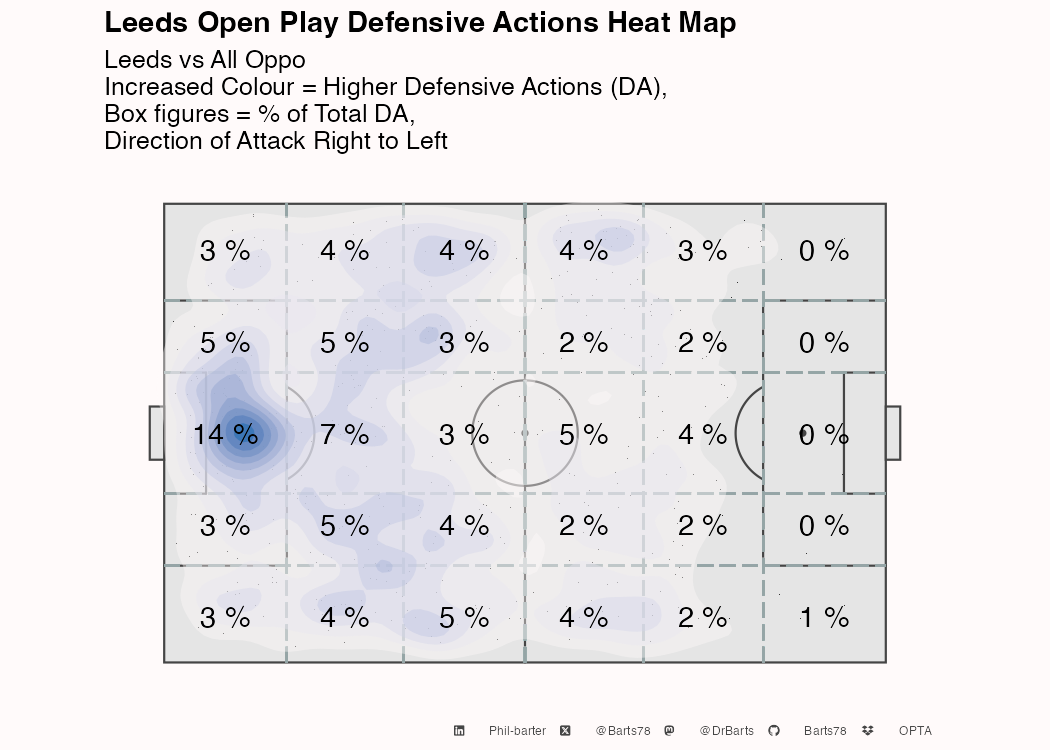 Leeds Open Play Defensive Actions Heat Map
Leeds vs All Oppo
Increased Colour = Higher Defensive Actions (DA),
Box figures = % of Total DA,
Direction of Attack Right to Left
3 % 4 % 4 % 4 % 3 % 0 %
5 % 5 % 3 % 2 % 2 % 0 %
14 % 7 % 3 % 5 % 4 % 0 %
3 % 5 % 4 % 2 % 2 % 0 %
3 % 4 % 5 % 4 % 2 % 1 %
Phil-barter @Barts78 @DrBarts Barts78 OPTA